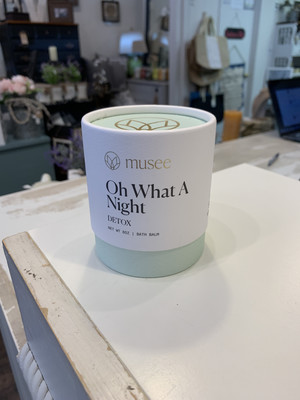 musee
Oh What A
Night
DETOX
NET WT 8OZ | BATH BALM